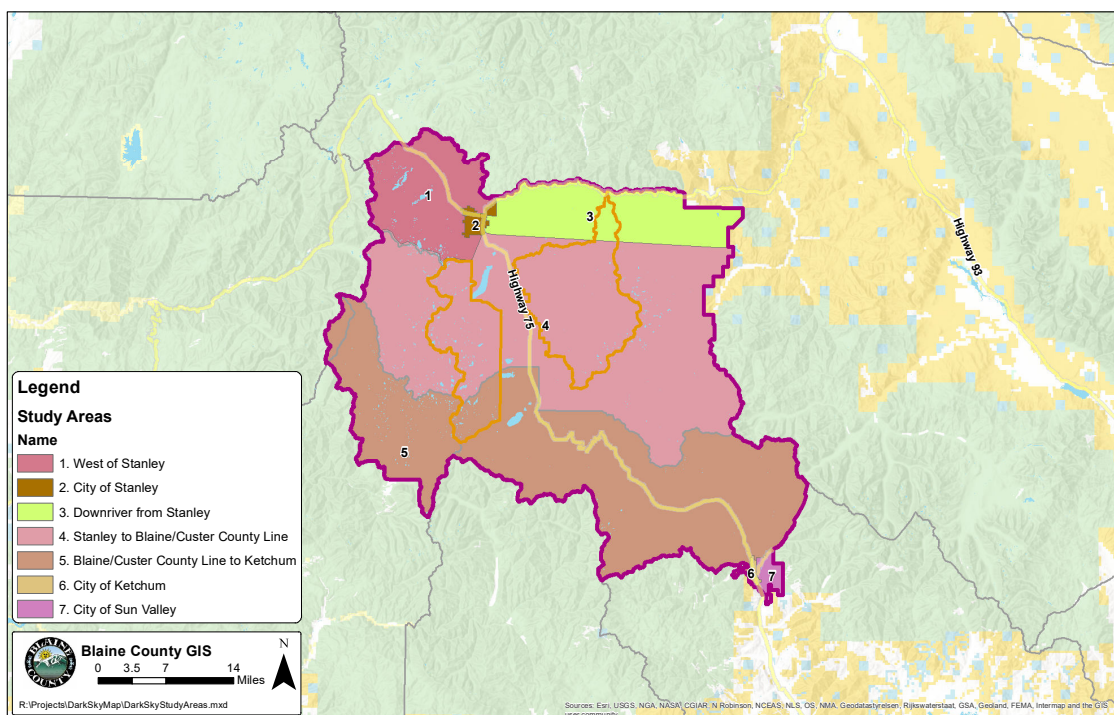 1
2
3
Highway 93
Highway 75
4
5
6
7
Legend
Study Areas
Name
1. West of Stanley
2. City of Stanley
3. Downriver from Stanley
4. Stanley to Blaine/Custer County Line
5. Blaine/Custer County Line to Ketchum
6. City of Ketchum
7. City of Sun Valley
BLAINE
COUNTY
Blaine County GIS
N
0 3.5 7 14
Miles
R:\Projects\DarkSkyMap\DarkSkyStudyAreas.mxd
Sources: Esri, USGS, NGA, NASA, CGIAR, N Robinson, NCEAS, NLS, OS, NMA, Geodatastyrelsen, Rijkswaterstaat, GSA, Geoland, FEMA, Intermap and the GIS
user community